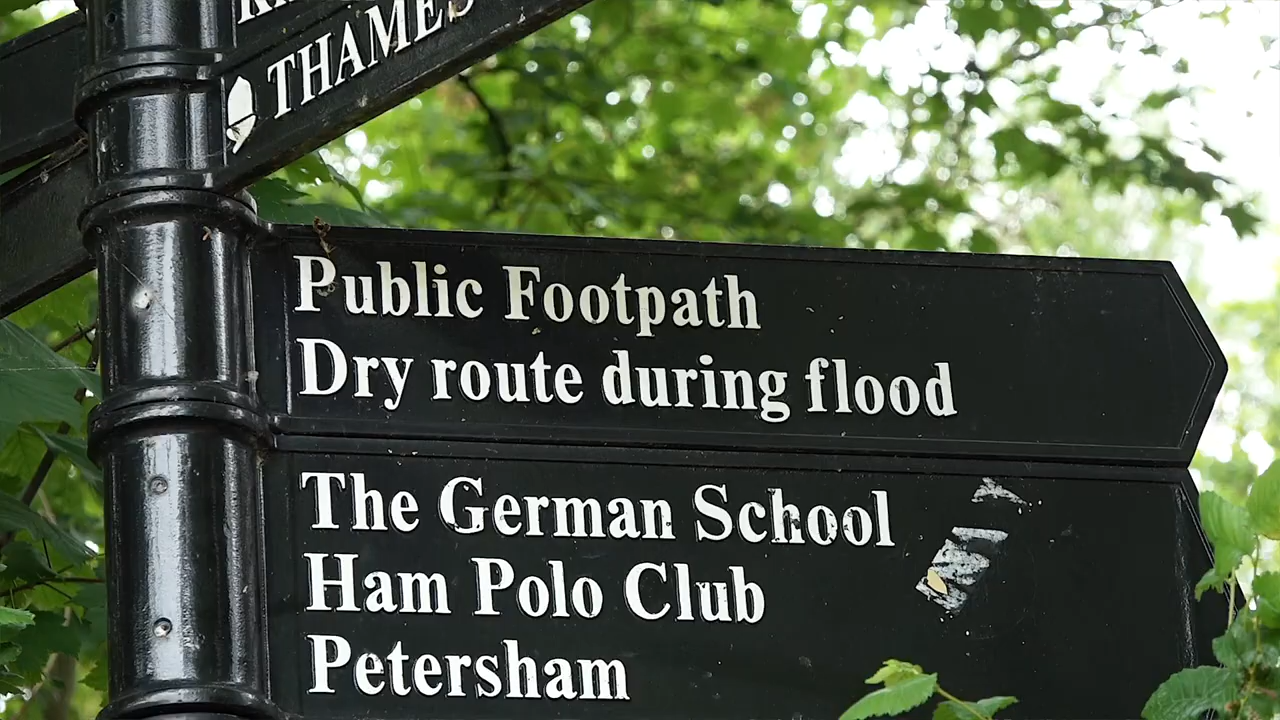 THAMES
Public Footpath
Dry route during flood
The German School
Ham Polo Club
Petersham